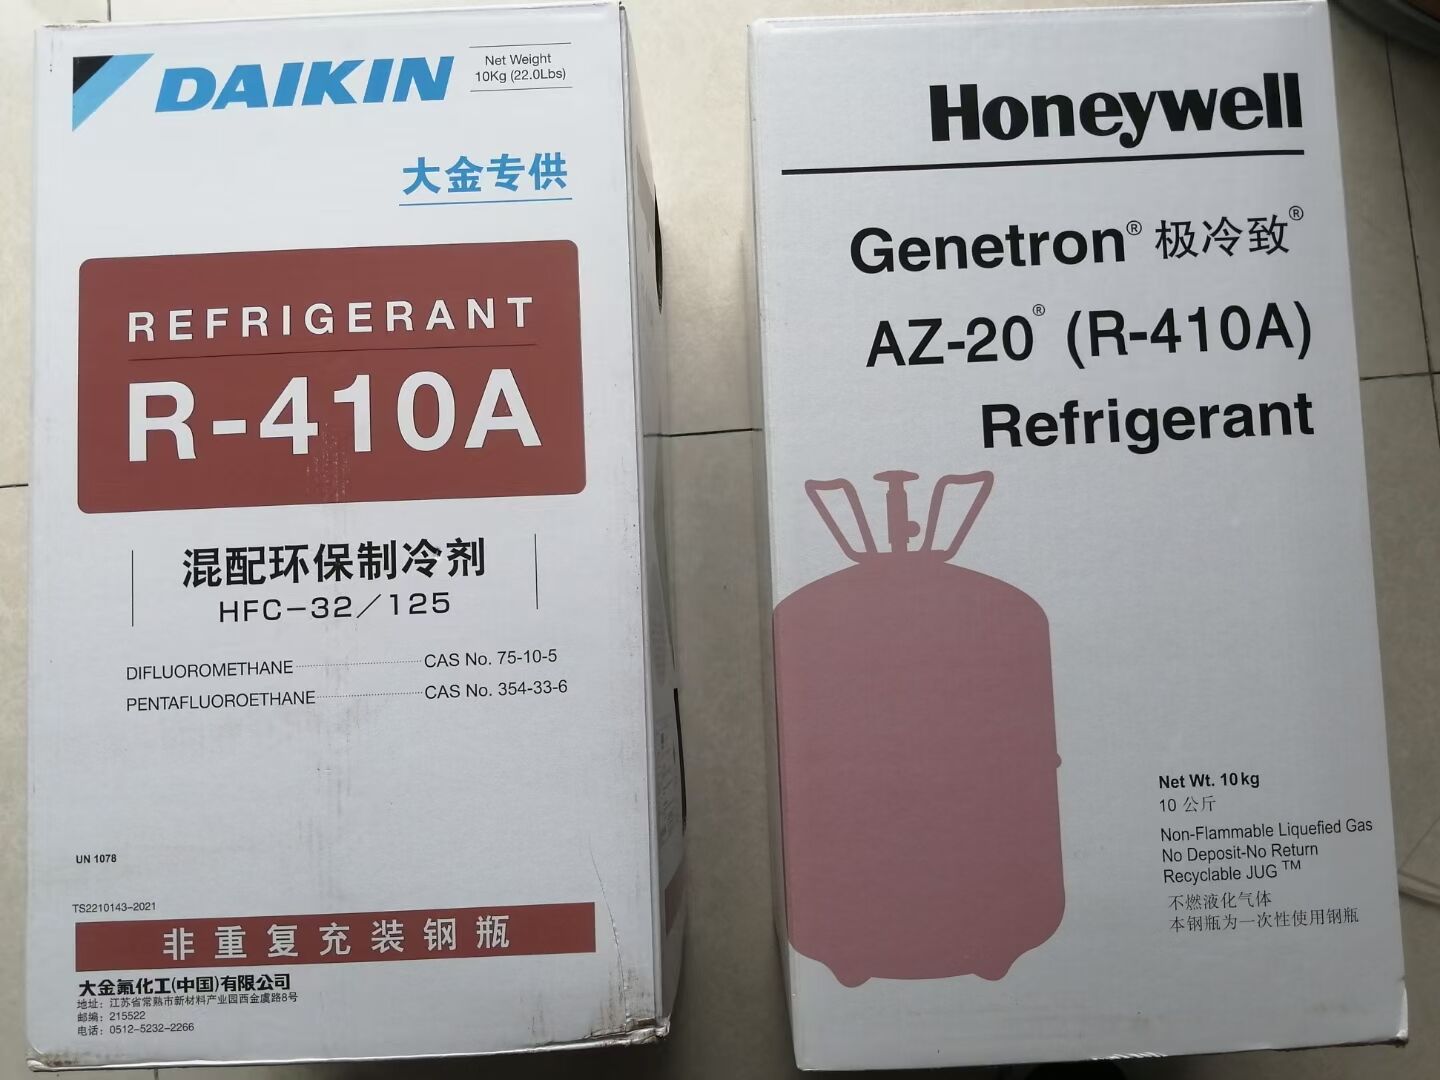 DAIKIN
Net Weight
10Kg (22.0Lbs)
大金专供
REFRIGERANT
R-410A
混配环保制冷剂
HFC-32/125
DIFLUOROMETHANE CAS No. 75-10-5
PENTAFLUOROETHANE CAS No. 354-33-6
UN 1078
TS2210143-2021
非重复充装钢瓶
大金氟化工(中国)有限公司
地址：江苏省常熟市新材料产业园西金虞路8号
邮编：215522
电话：0512-5232-2266
Honeywell
Genetron® 极冷致®
AZ-20® (R-410A)
Refrigerant
Net Wt. 10kg
10 公斤
Non-Flammable Liquefied Gas
No Deposit-No Return
Recyclable JUG™
不燃液化气体
本钢瓶为一次性使用钢瓶